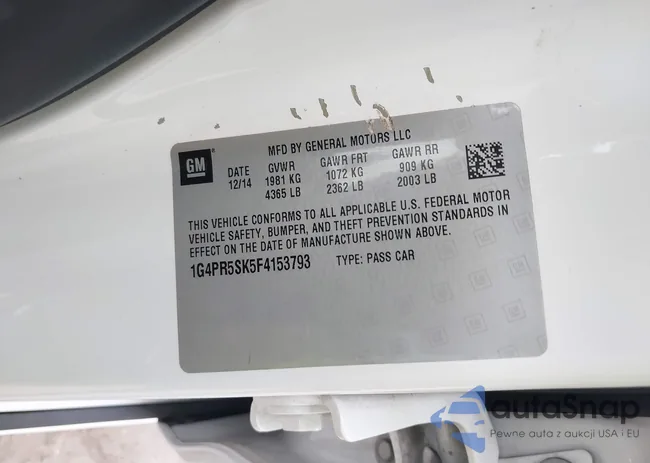 GM
MFD BY GENERAL MOTORS LLC
DATE GVWR GAWR FRT GAWR RR
12/14 1981 KG 1072 KG 909 KG
4365 LB 2362 LB 2003 LB
THIS VEHICLE CONFORMS TO ALL APPLICABLE U.S. FEDERAL MOTOR
VEHICLE SAFETY, BUMPER, AND THEFT PREVENTION STANDARDS IN
EFFECT ON THE DATE OF MANUFACTURE SHOWN ABOVE.
1G4PR5SK5F4153793 TYPE: PASS CAR
autoSnap
Pewne auta z aukcji USA i EU